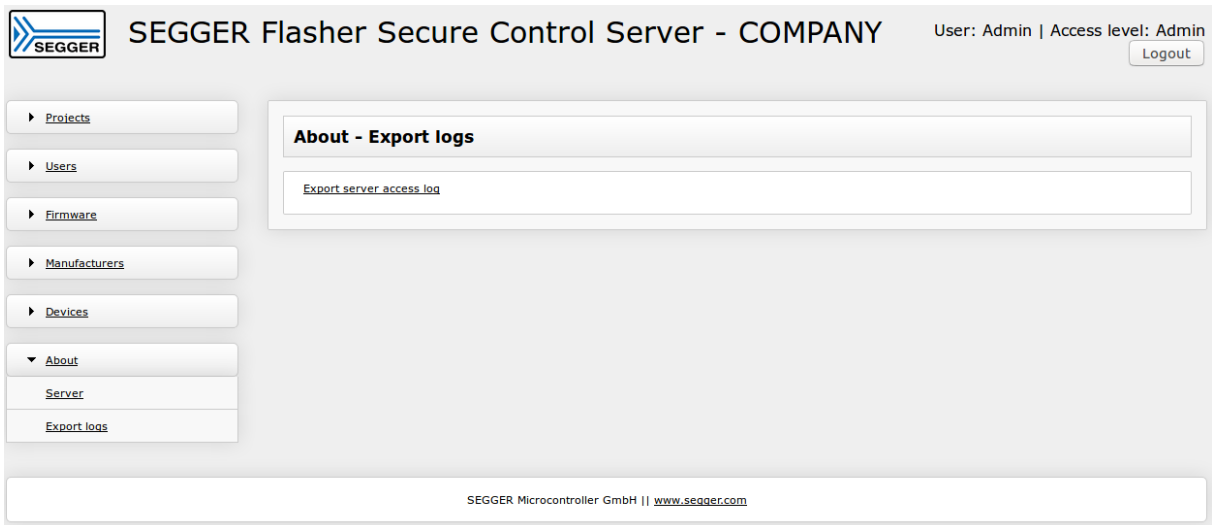 SEGGER
SEGGER Flasher Secure Control Server - COMPANY
User: Admin | Access level: Admin
Logout
Projects
Users
Firmware
Manufacturers
Devices
About
Server
Export logs
About - Export logs
Export server access log
SEGGER Microcontroller GmbH || www.segger.com